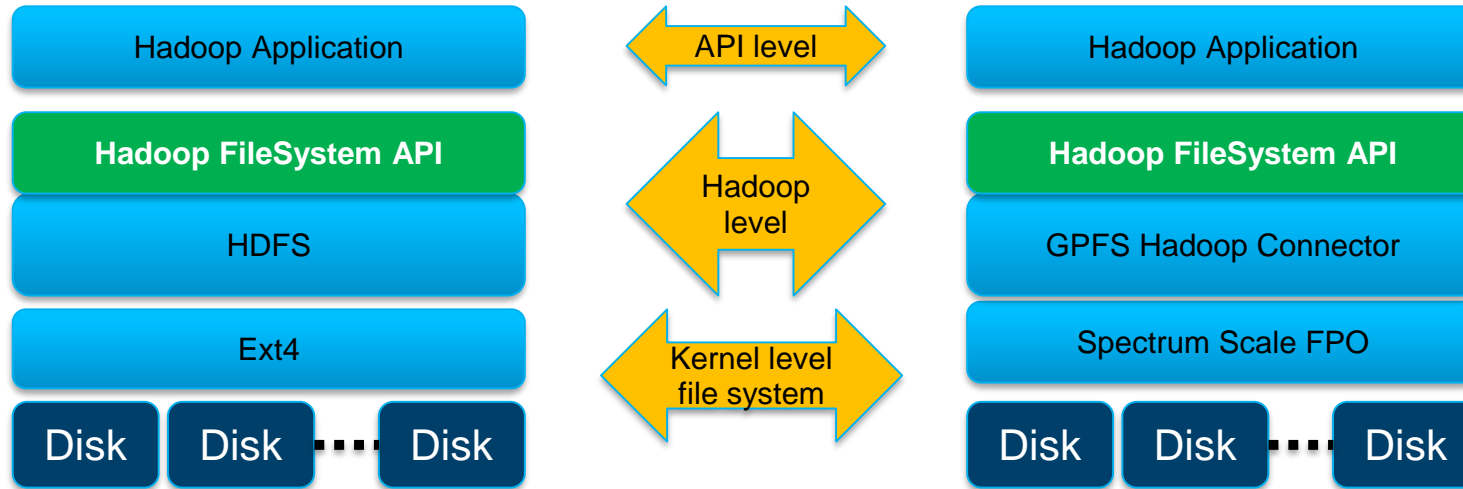 Hadoop Application
API level
Hadoop Application
Hadoop FileSystem API
Hadoop FileSystem API
Hadoop
level
HDFS
GPFS Hadoop Connector
Ext4
Kernel level
file system
Spectrum Scale FPO
Disk Disk Disk
Disk Disk Disk